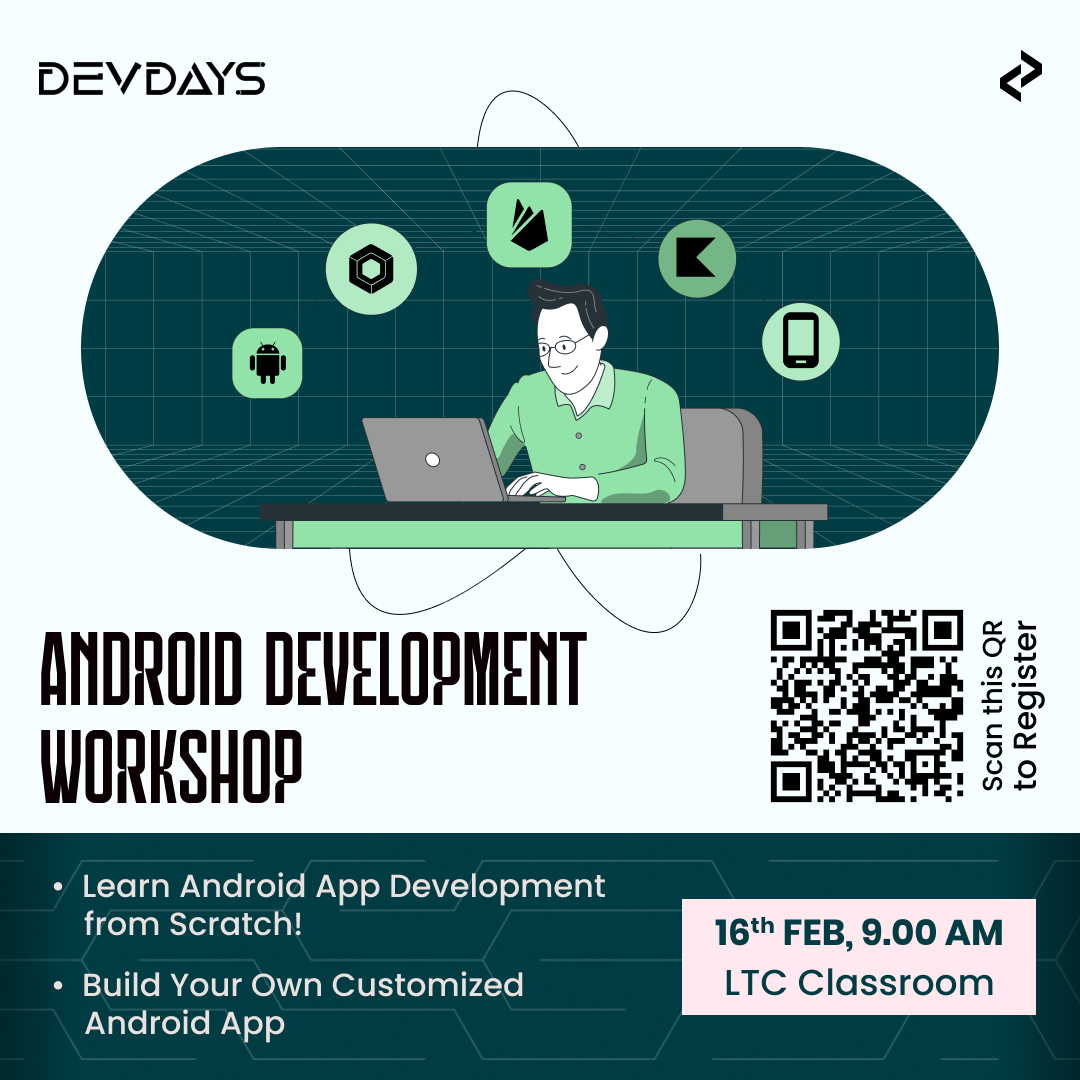 DEVDAYS
ANDROID DEVELOPMENT
WORKSHOP
Scan this QR
to Register
• Learn Android App Development
from Scratch!
• Build Your Own Customized
Android App
16th FEB, 9.00 AM
LTC Classroom